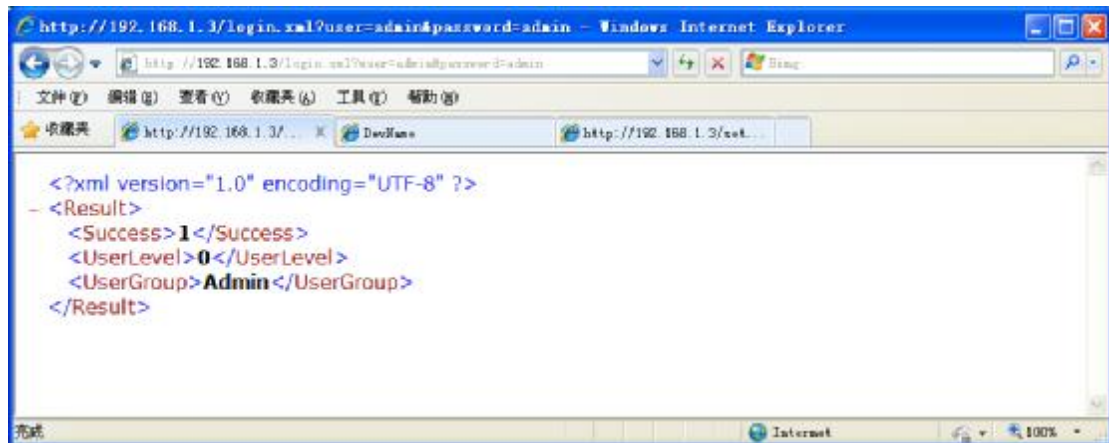 http://192.168.1.3/login.xml?user=admin&password=admin - Windows Internet Explorer
http://192.168.1.3/login.xml?user=admin&password=admin Bing
文件(F) 编辑(E) 查看(V) 收藏夹(A) 工具(T) 帮助(H)
收藏夹 http://192.168.1.3/... X DevName http://192.168.1.3/set...
<?xml version="1.0" encoding="UTF-8" ?>
- <Result>
<Success>1</Success>
<UserLevel>0</UserLevel>
<UserGroup>Admin</UserGroup>
</Result>
完成 Internet 100%